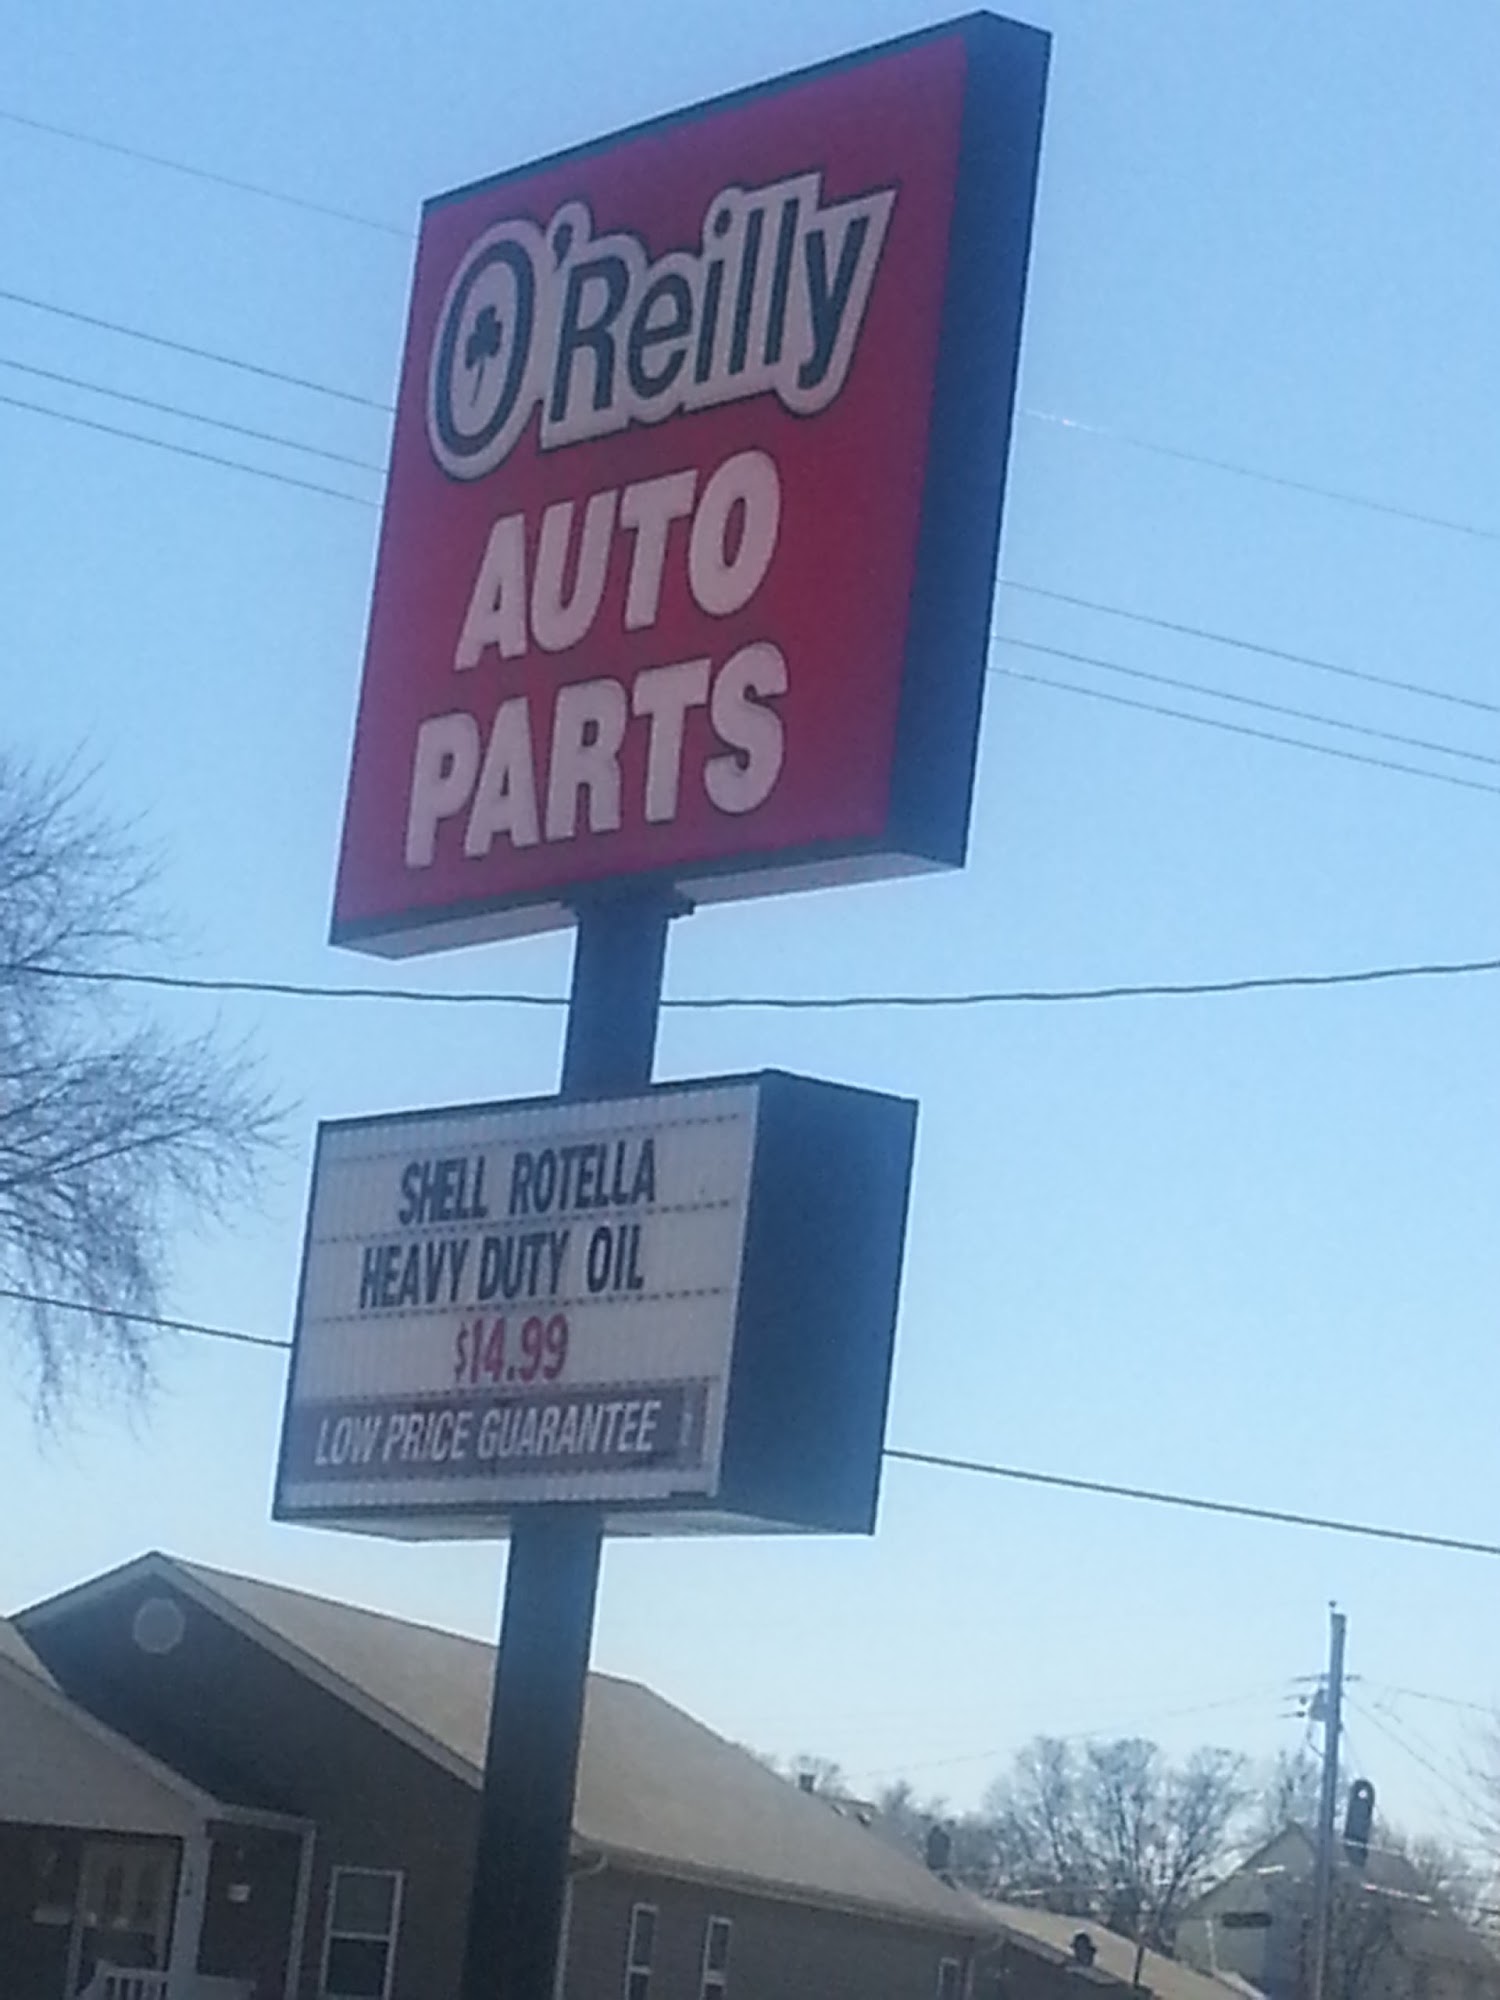 O'Reilly
AUTO
PARTS
SHELL ROTELLA
HEAVY DUTY OIL
$14.99
LOW PRICE GUARANTEE